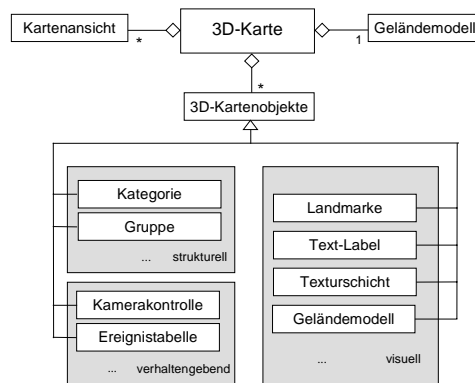 Kartenansicht
3D-Karte
Geländemodell
*
1
*
3D-Kartenobjekte
Kategorie
Gruppe
... strukturell
Kamerakontrolle
Ereignistabelle
... verhaltengebend
Landmarke
Text-Label
Texturschicht
Geländemodell
... visuell